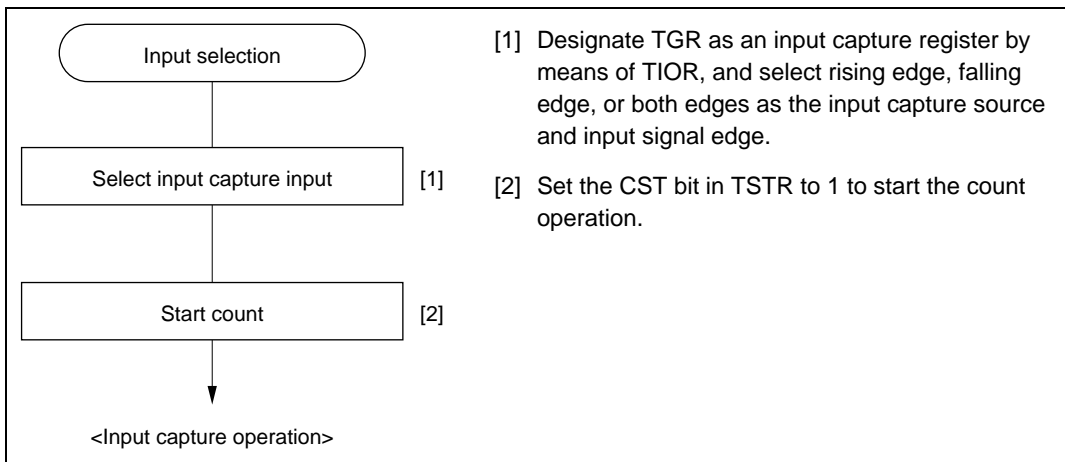 Input selection
Select input capture input
[1]
Start count
[2]
<Input capture operation>
[1] Designate TGR as an input capture register by
means of TIOR, and select rising edge, falling
edge, or both edges as the input capture source
and input signal edge.
[2] Set the CST bit in TSTR to 1 to start the count
operation.